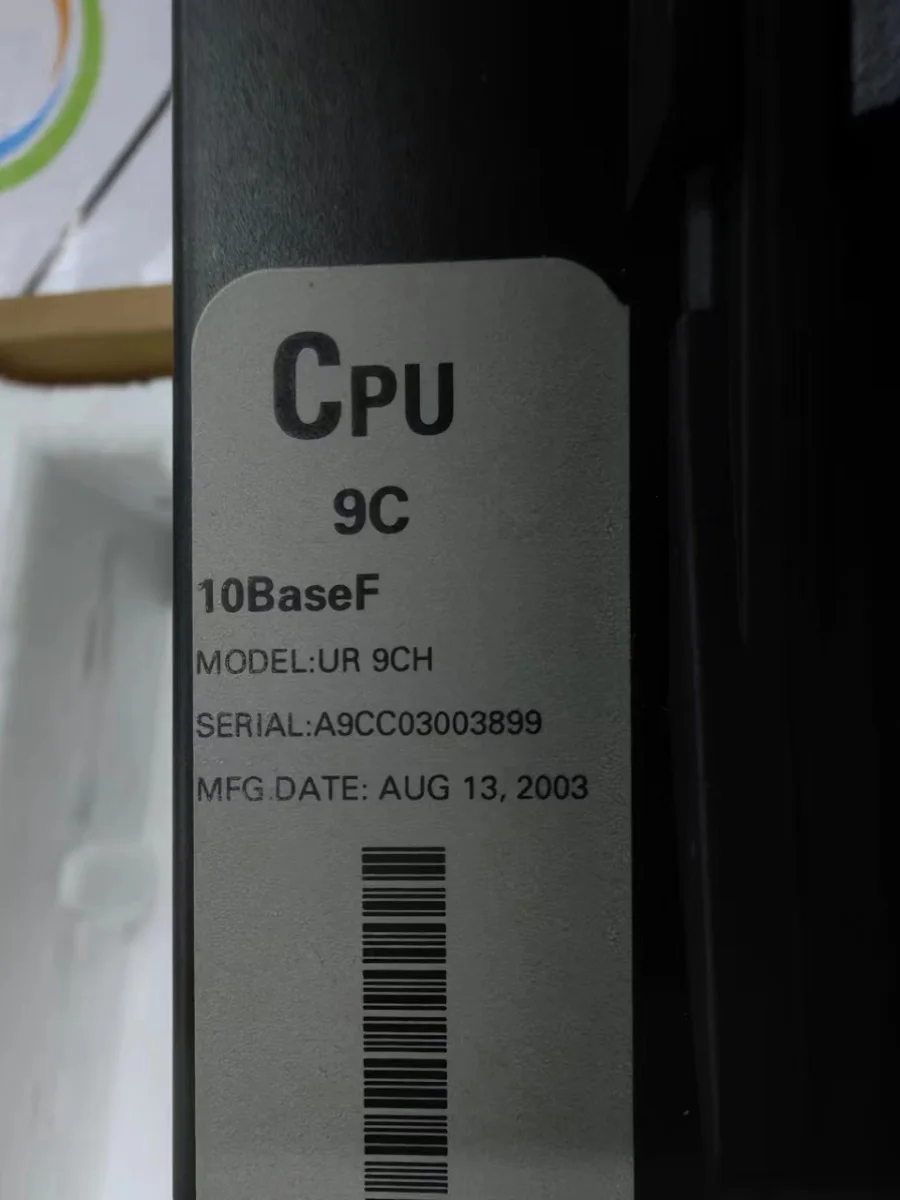 CPU
9C
10BaseF
MODEL:UR 9CH
SERIAL:A9CC03003899
MFG.DATE: AUG 13, 2003